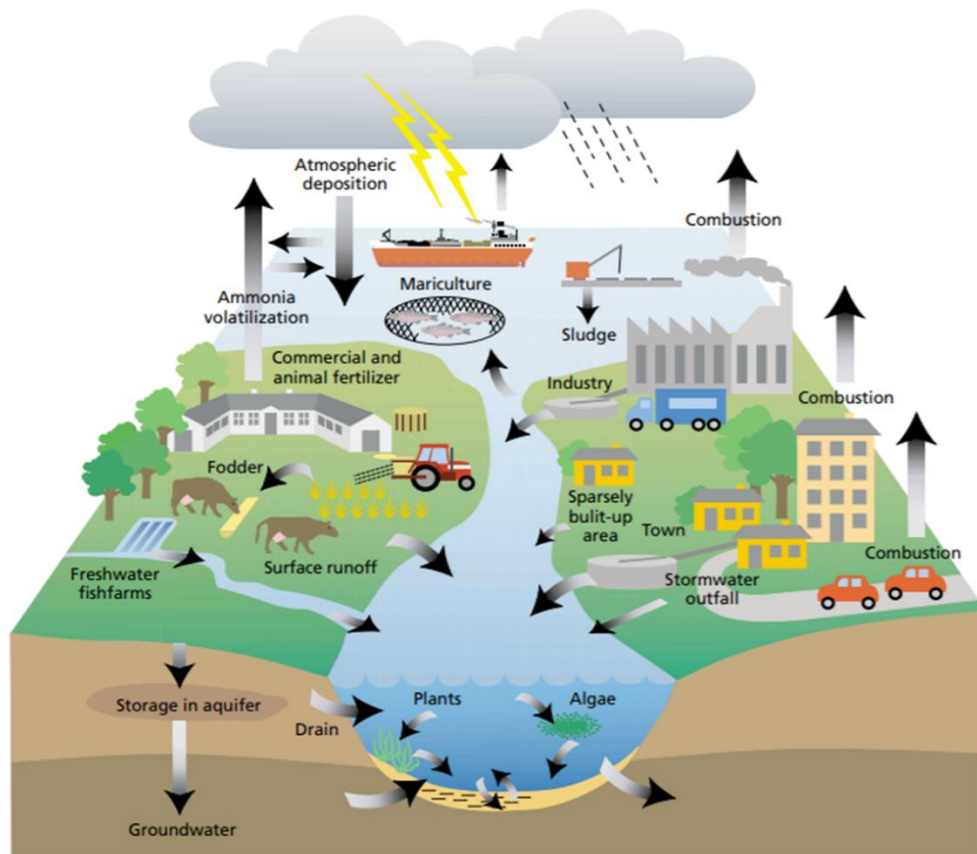 Atmospheric
deposition
Combustion
Mariculture
Ammonia
volatilization
Sludge
Commercial and
animal fertilizer
Industry
Combustion
Fodder
Sparsely
bulit-up
area
Town
Combustion
Freshwater
fishfarms
Surface runoff
Stormwater
outfall
Storage in aquifer
Plants
Algae
Drain
Groundwater